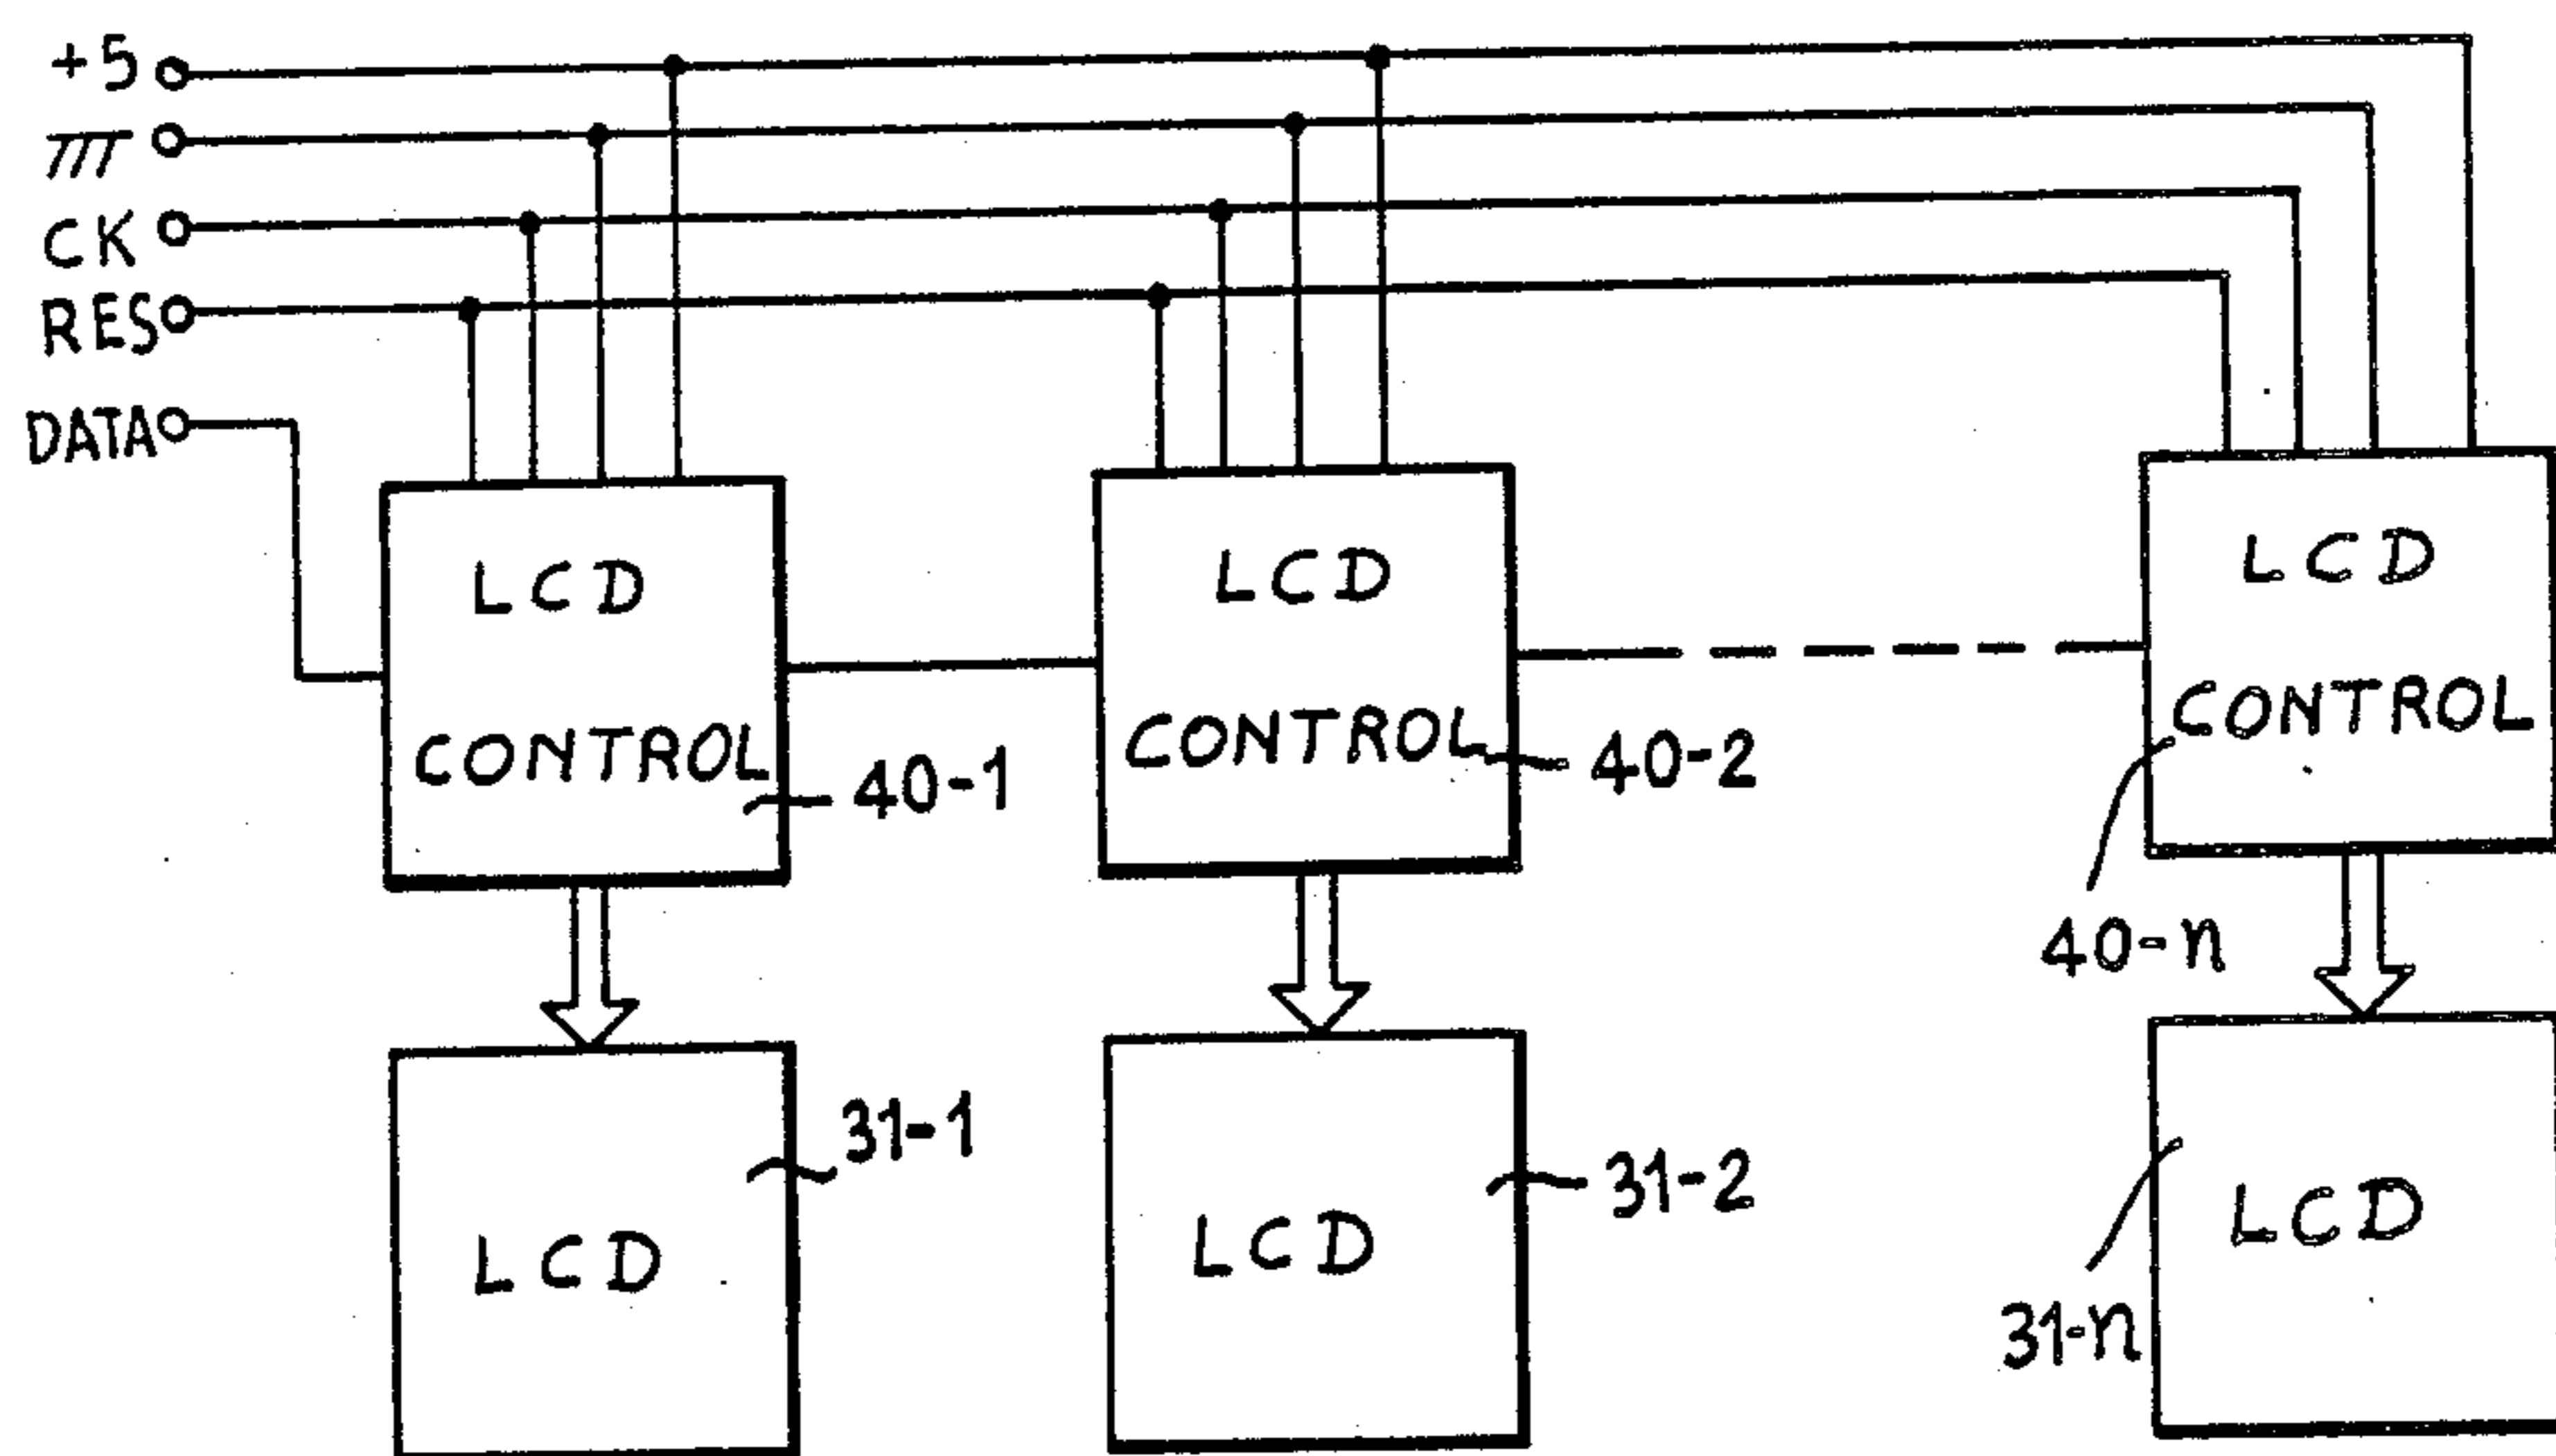 +5
CK
RES
DATA
LCD
CONTROL
40-1
LCD
CONTROL
40-2
LCD
CONTROL
40-n
LCD
31-1
LCD
31-2
LCD
31-n